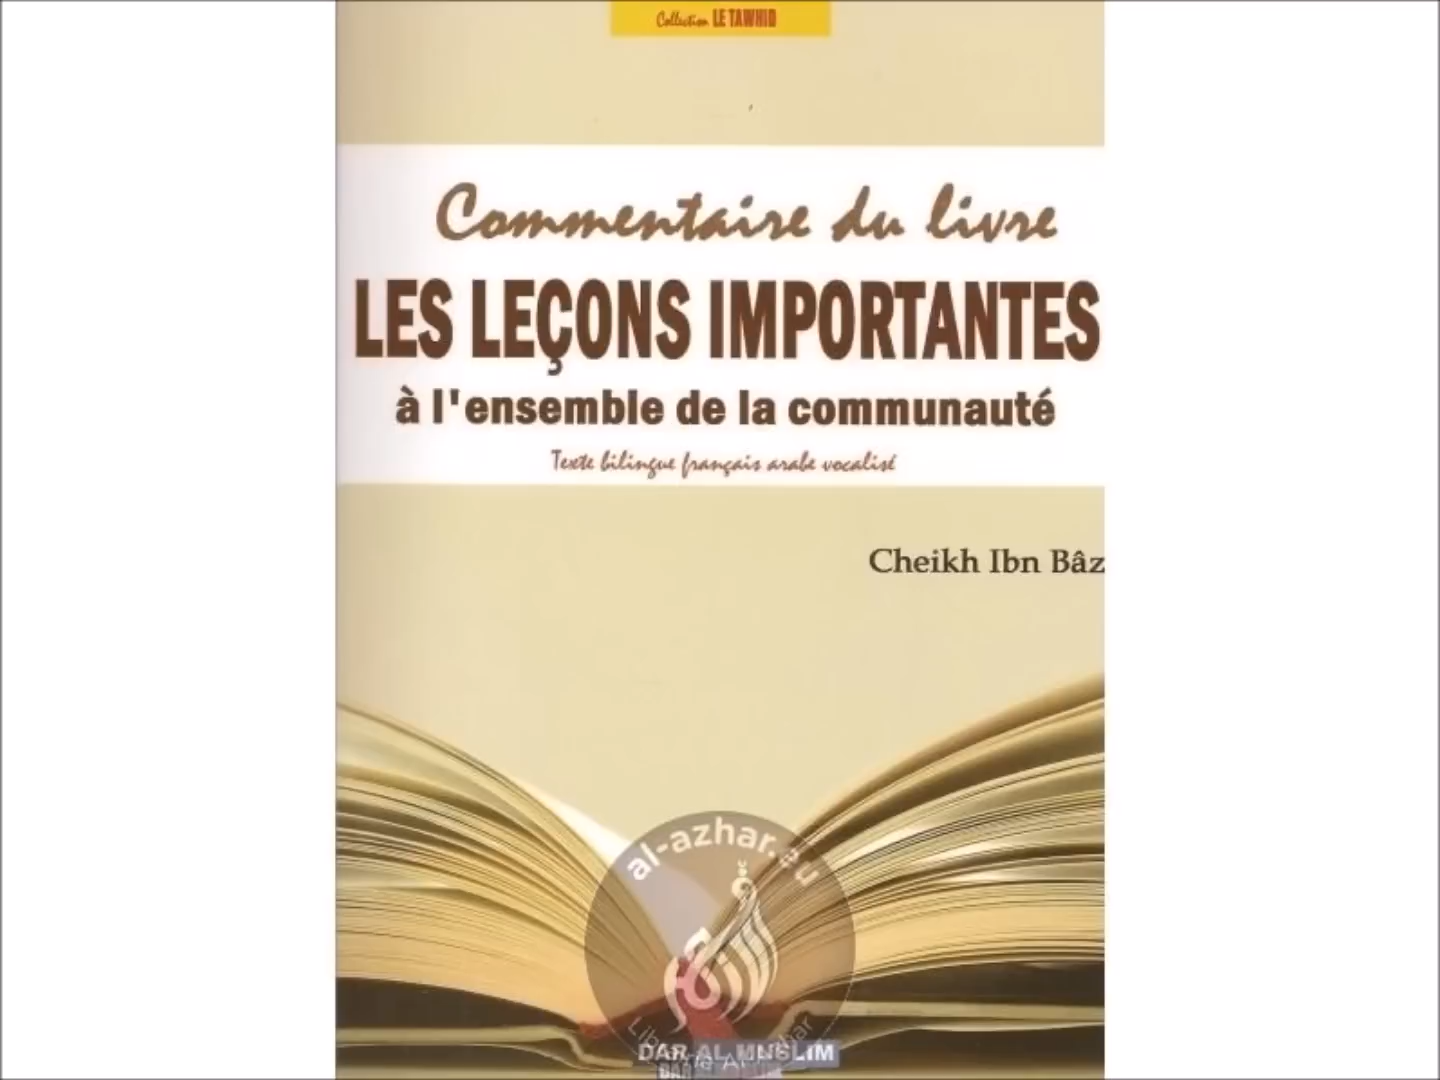 Collection LE TAWHID
Commentaire du livre
LES LEÇONS IMPORTANTES
à l'ensemble de la communauté
Texte bilingue français arabe vocalisé
Cheikh Ibn Bâz
al-azhar.eu
DAR AL MUSLIM